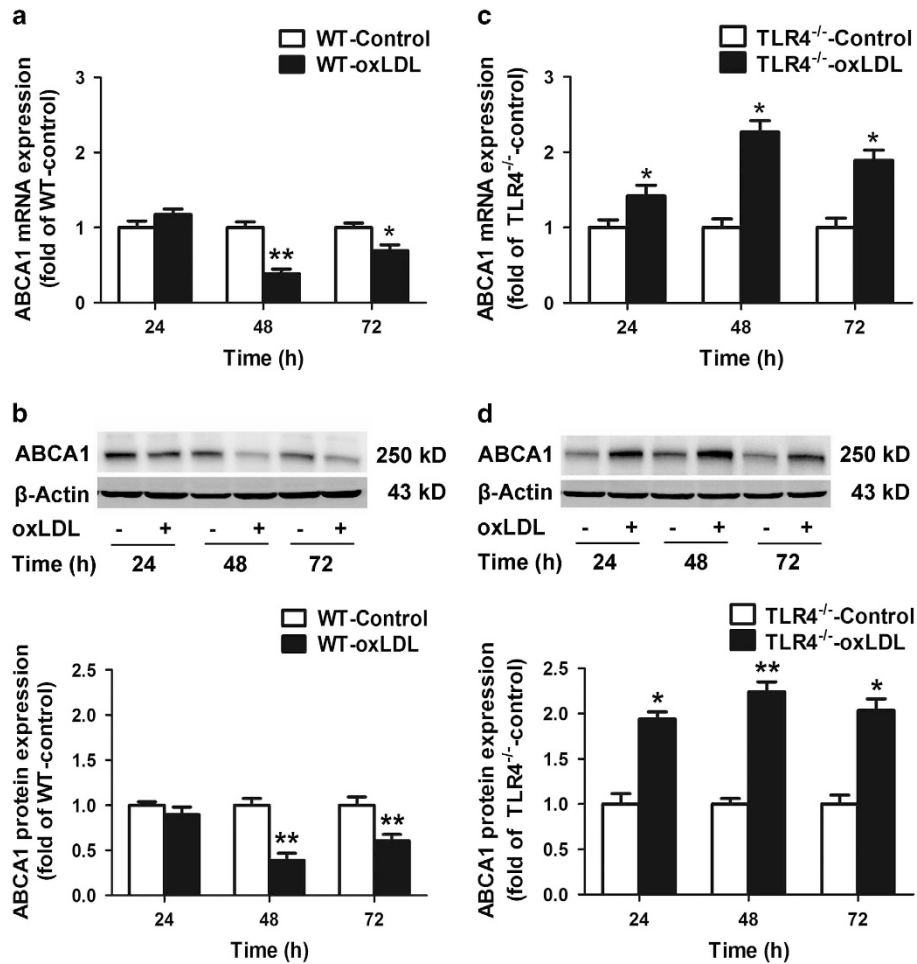 a
WT-Control
WT-oxLDL
ABCA1 mRNA expression
(fold of WT-control)
3
2
1
0
**
*
24 48 72
Time (h)
c
TLR4-/--Control
TLR4-/--oxLDL
ABCA1 mRNA expression
(fold of TLR4-/--control)
3
2
1
0
*
*
*
24 48 72
Time (h)
b
ABCA1 250 kD
β-Actin 43 kD
oxLDL - + - + - +
Time (h) 24 48 72
WT-Control
WT-oxLDL
ABCA1 protein expression
(fold of WT-control)
2.5
2.0
1.5
1.0
0.5
0.0
**
**
24 48 72
Time (h)
d
ABCA1 250 kD
β-Actin 43 kD
oxLDL - + - + - +
Time (h) 24 48 72
TLR4-/--Control
TLR4-/--oxLDL
ABCA1 protein expression
(fold of TLR4-/--control)
2.5
2.0
1.5
1.0
0.5
0.0
*
**
*
24 48 72
Time (h)